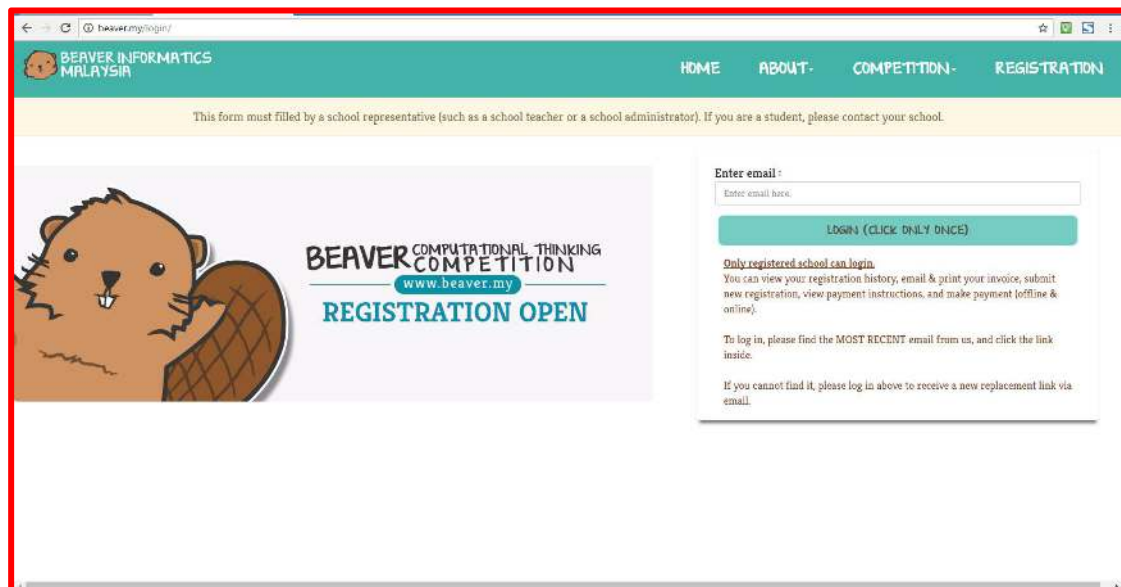 beaver.my/login/
BEAVER INFORMATICS
MALAYSIA
HOME
ABOUT
COMPETITION
REGISTRATION
This form must filled by a school representative (such as a school teacher or a school administrator). If you are a student, please contact your school.
BEAVER COMPUTATIONAL THINKING
COMPETITION
www.beaver.my
REGISTRATION OPEN
Enter email :
Enter email here.
LOGIN (CLICK ONLY ONCE)
Only registered school can login.
You can view your registration history, email & print your invoice, submit
new registration, view payment instructions, and make payment (offline &
online).
To log in, please find the MOST RECENT email from us, and click the link
inside.
If you cannot find it, please log in above to receive a new replacement link via
email.